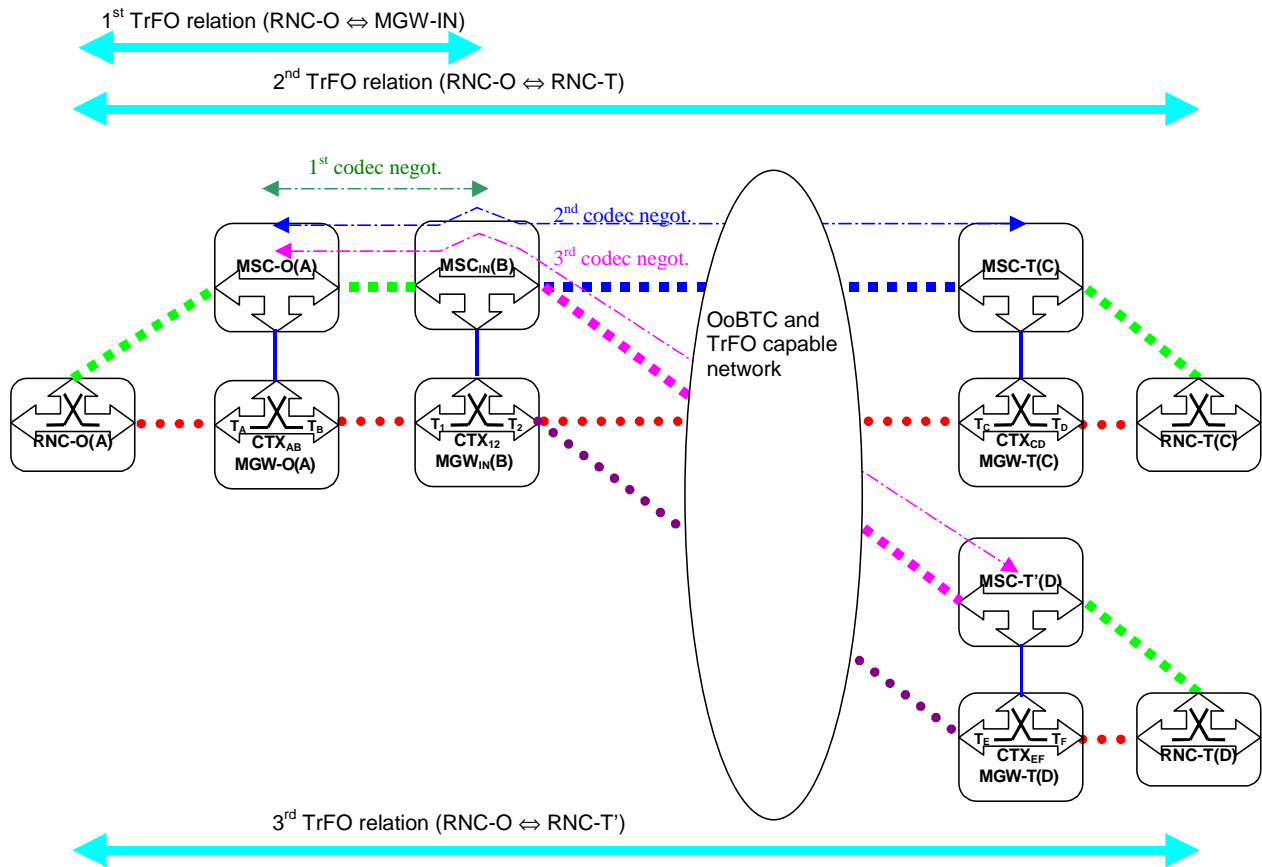 1st TrFO relation (RNC-O ⇔ MGW-IN)
2nd TrFO relation (RNC-O ⇔ RNC-T)
1st codec negot.
2nd codec negot.
3rd codec negot.
MSC-O(A)
MSCIN(B)
MSC-T(C)
OoBTC and
TrFO capable
network
RNC-O(A)
TA TB
CTXAB
MGW-O(A)
T1 T2
CTX12
MGWIN(B)
TC TD
CTXCD
MGW-T(C)
RNC-T(C)
MSC-T’(D)
TE TF
CTXEF
MGW-T(D)
RNC-T(D)
3rd TrFO relation (RNC-O ⇔ RNC-T’)